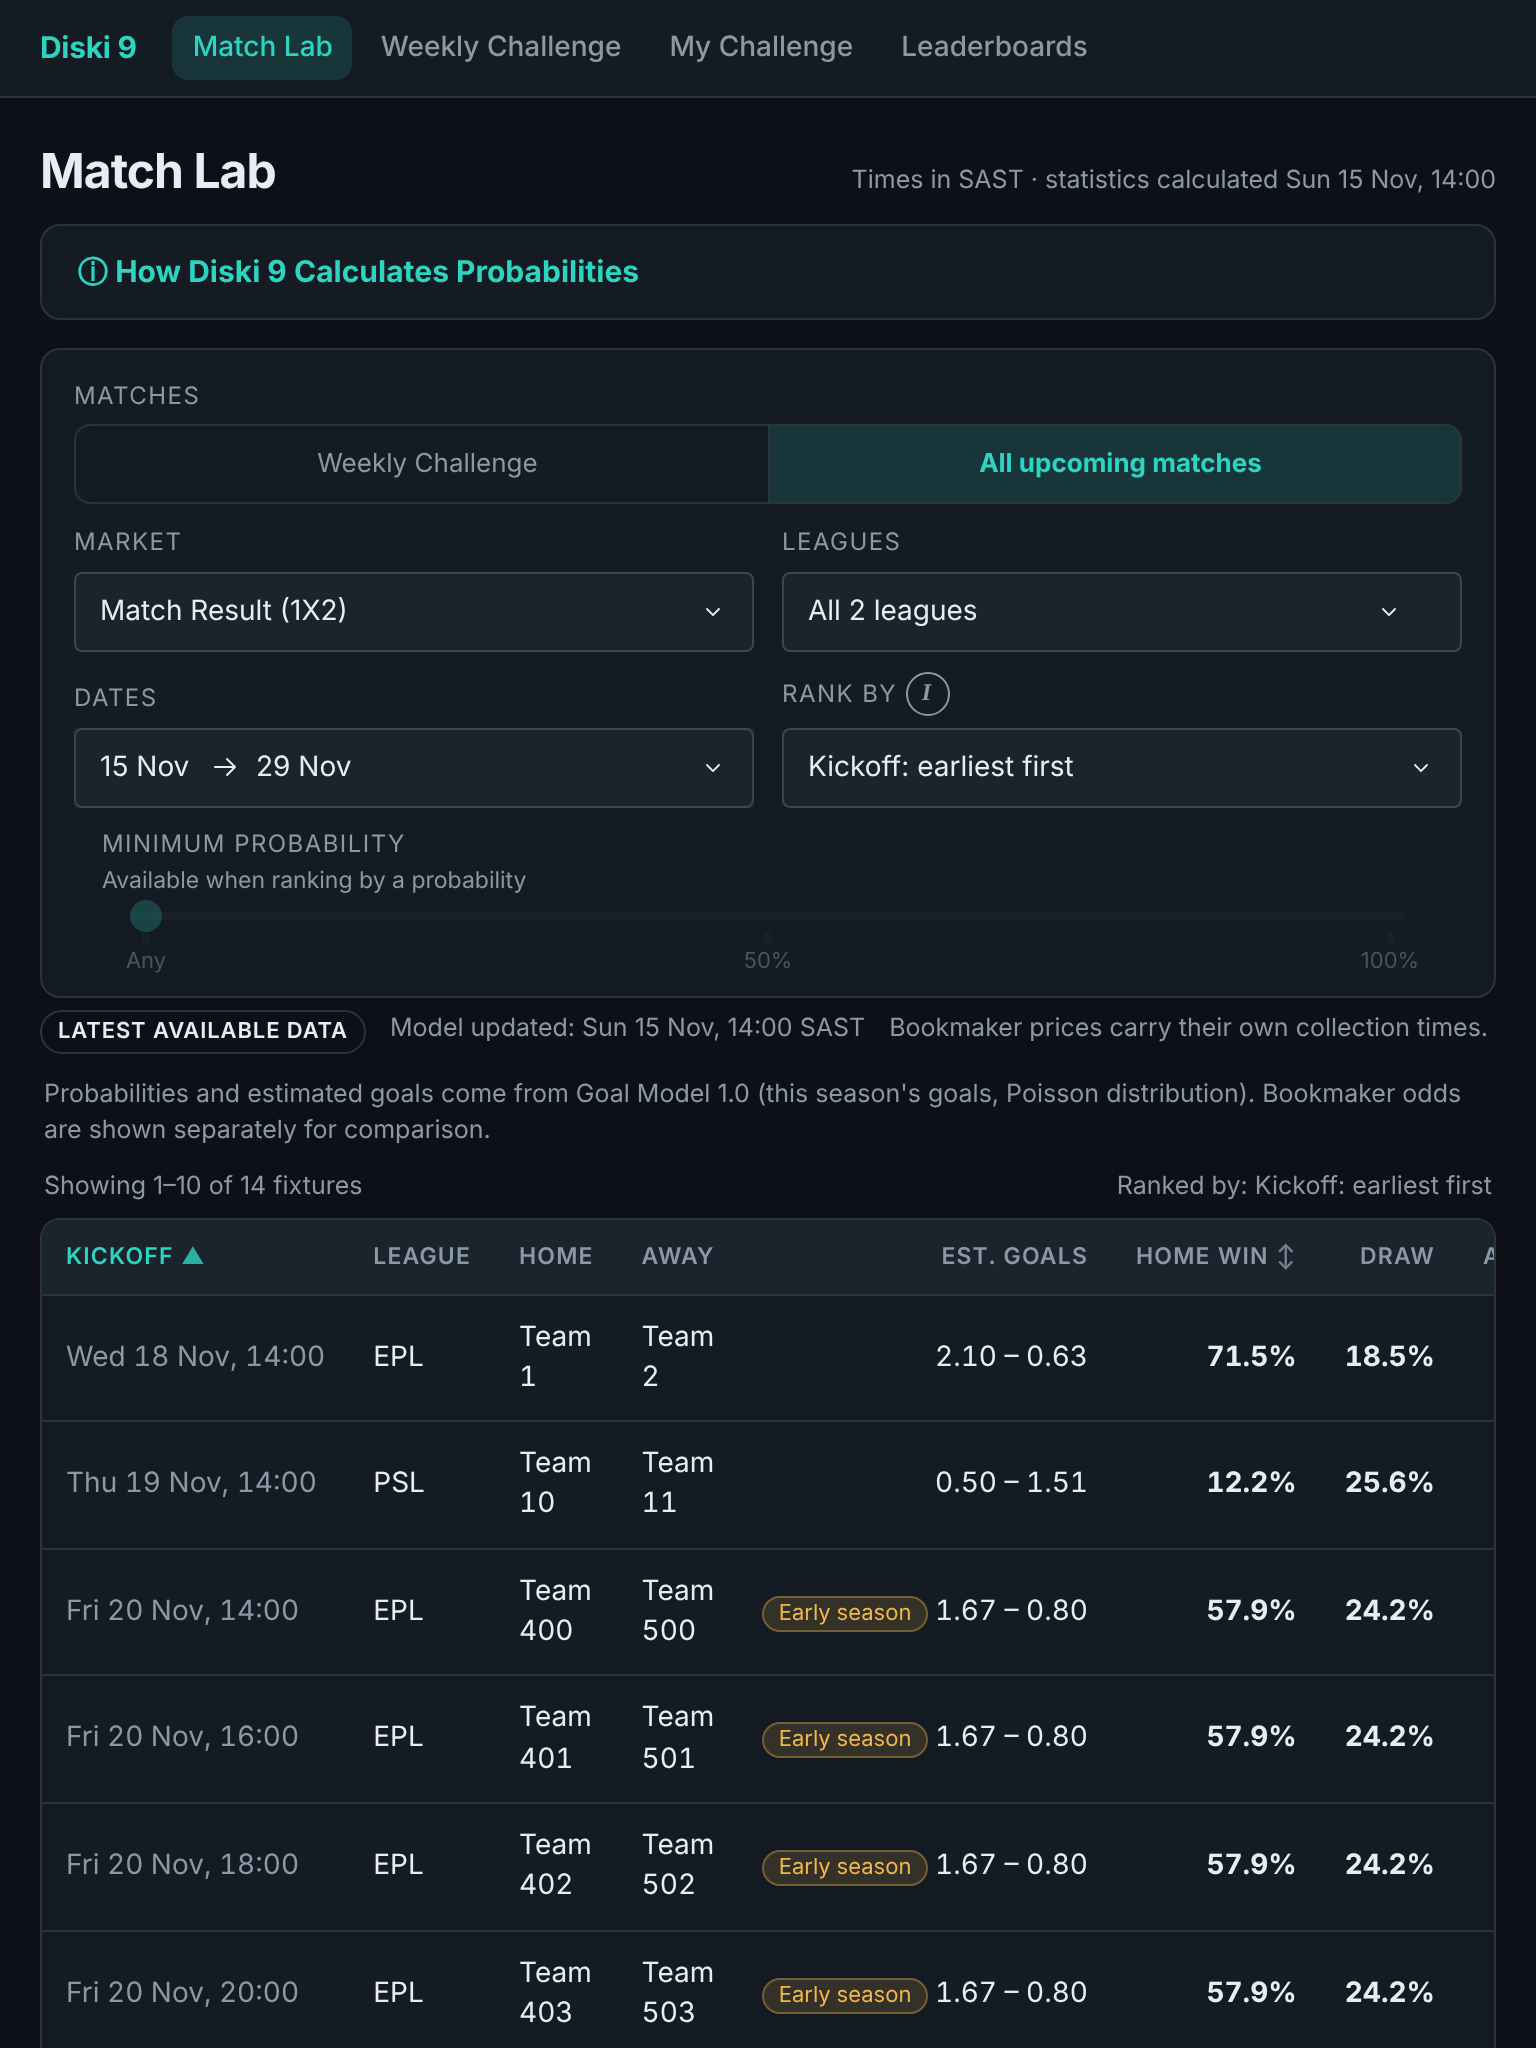 Diski 9 Match Lab Weekly Challenge My Challenge Leaderboards
Match Lab
Times in SAST · statistics calculated Sun 15 Nov, 14:00
ⓘ How Diski 9 Calculates Probabilities
MATCHES
Weekly Challenge All upcoming matches
MARKET LEAGUES
Match Result (1X2) All 2 leagues
DATES RANK BY I
15 Nov → 29 Nov Kickoff: earliest first
MINIMUM PROBABILITY
Available when ranking by a probability
Any 50% 100%
LATEST AVAILABLE DATA Model updated: Sun 15 Nov, 14:00 SAST Bookmaker prices carry their own collection times.
Probabilities and estimated goals come from Goal Model 1.0 (this season's goals, Poisson distribution). Bookmaker odds
are shown separately for comparison.
Showing 1–10 of 14 fixtures Ranked by: Kickoff: earliest first
KICKOFF ▲ LEAGUE HOME AWAY EST. GOALS HOME WIN ↕ DRAW
Wed 18 Nov, 14:00 EPL Team 1 Team 2 2.10 – 0.63 71.5% 18.5%
Thu 19 Nov, 14:00 PSL Team 10 Team 11 0.50 – 1.51 12.2% 25.6%
Fri 20 Nov, 14:00 EPL Team 400 Team 500 Early season 1.67 – 0.80 57.9% 24.2%
Fri 20 Nov, 16:00 EPL Team 401 Team 501 Early season 1.67 – 0.80 57.9% 24.2%
Fri 20 Nov, 18:00 EPL Team 402 Team 502 Early season 1.67 – 0.80 57.9% 24.2%
Fri 20 Nov, 20:00 EPL Team 403 Team 503 Early season 1.67 – 0.80 57.9% 24.2%